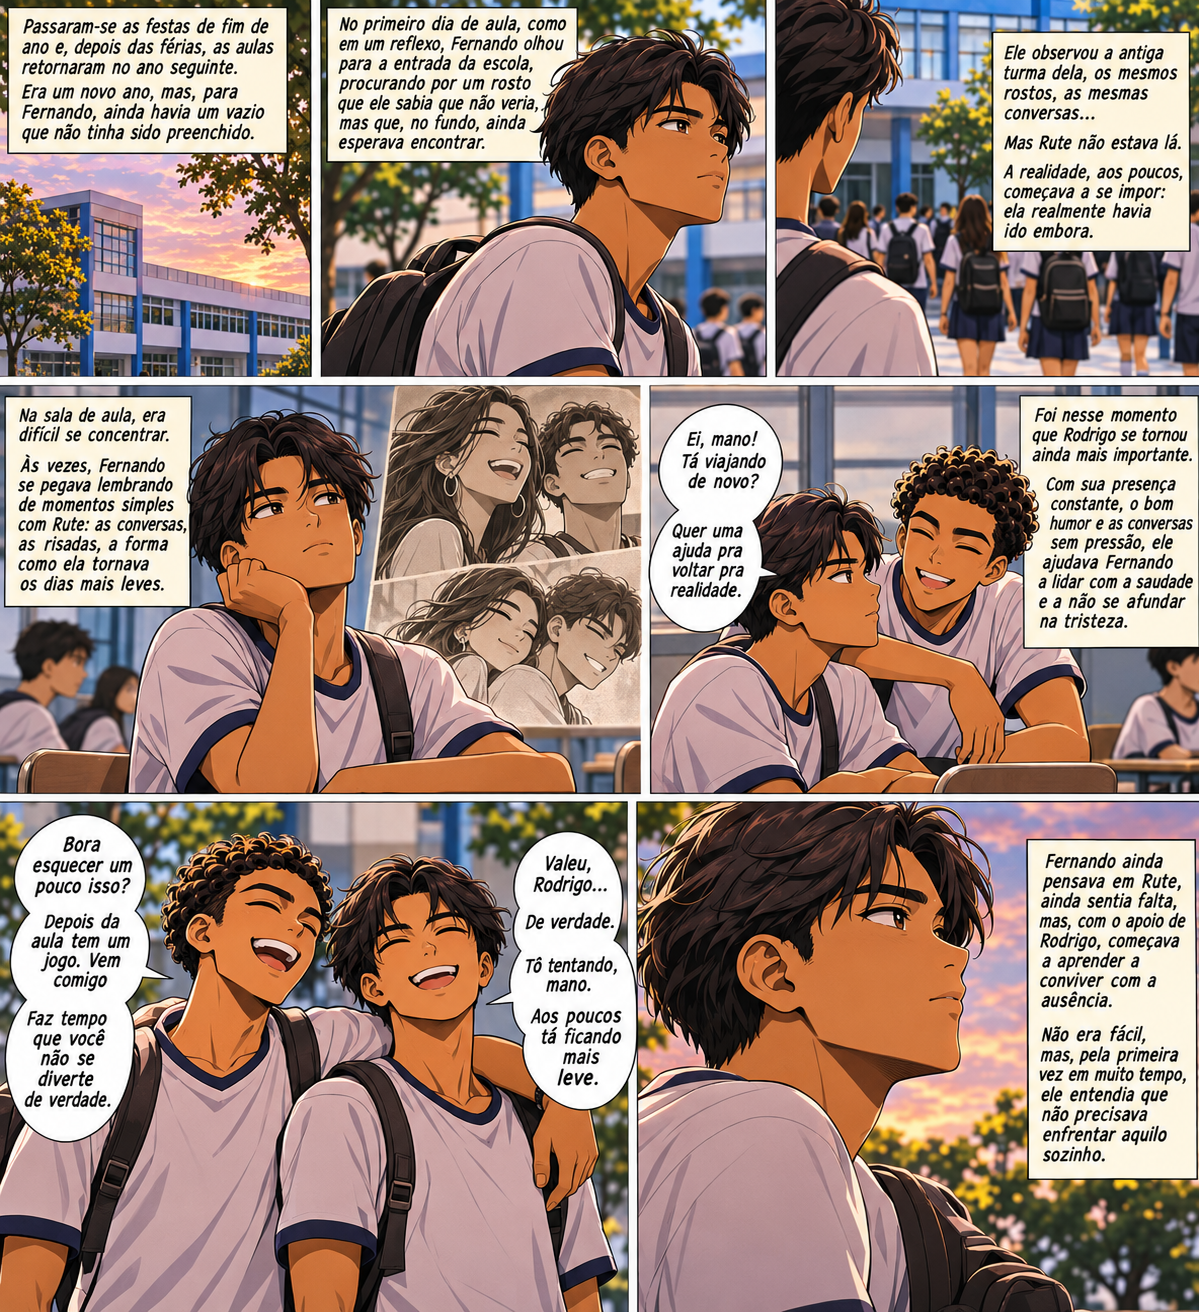 Passaram-se as festas de fim de
ano e, depois das férias, as aulas
retornaram no ano seguinte.
Era um novo ano, mas, para
Fernando, ainda havia um vazio
que não tinha sido preenchido.
No primeiro dia de aula, como
em um reflexo, Fernando olhou
para a entrada da escola,
procurando por um rosto
que ele sabia que não veria,
mas que, no fundo, ainda
esperava encontrar.
Ele observou a antiga
turma dela, os mesmos
rostos, as mesmas
conversas...
Mas Rute não estava lá.
A realidade, aos poucos,
começava a se impor:
ela realmente havia
ido embora.
Na sala de aula, era
difícil se concentrar.
Às vezes, Fernando
se pegava lembrando
de momentos simples
com Rute: as conversas,
as risadas, a forma
como ela tornava
os dias mais leves.
Ei, mano!
Tá viajando
de novo?
Quer uma
ajuda pra
voltar pra
realidade.
Foi nesse momento
que Rodrigo se tornou
ainda mais importante.
Com sua presença
constante, o bom
humor e as conversas
sem pressão, ele
ajudava Fernando
a lidar com a saudade
e a não se afundar
na tristeza.
Bora
esquecer um
pouco isso?
Depois da
aula tem um
jogo. Vem
comigo
Faz tempo
que você
não se
diverte
de verdade.
Valeu,
Rodrigo...
De verdade.
Tô tentando,
mano.
Aos poucos
tá ficando
mais
leve.
Fernando ainda
pensava em Rute,
ainda sentia falta,
mas, com o apoio de
Rodrigo, começava
a aprender a
conviver com a
ausência.
Não era fácil,
mas, pela primeira
vez em muito tempo,
ele entendia que
não precisava
enfrentar aquilo
sozinho.